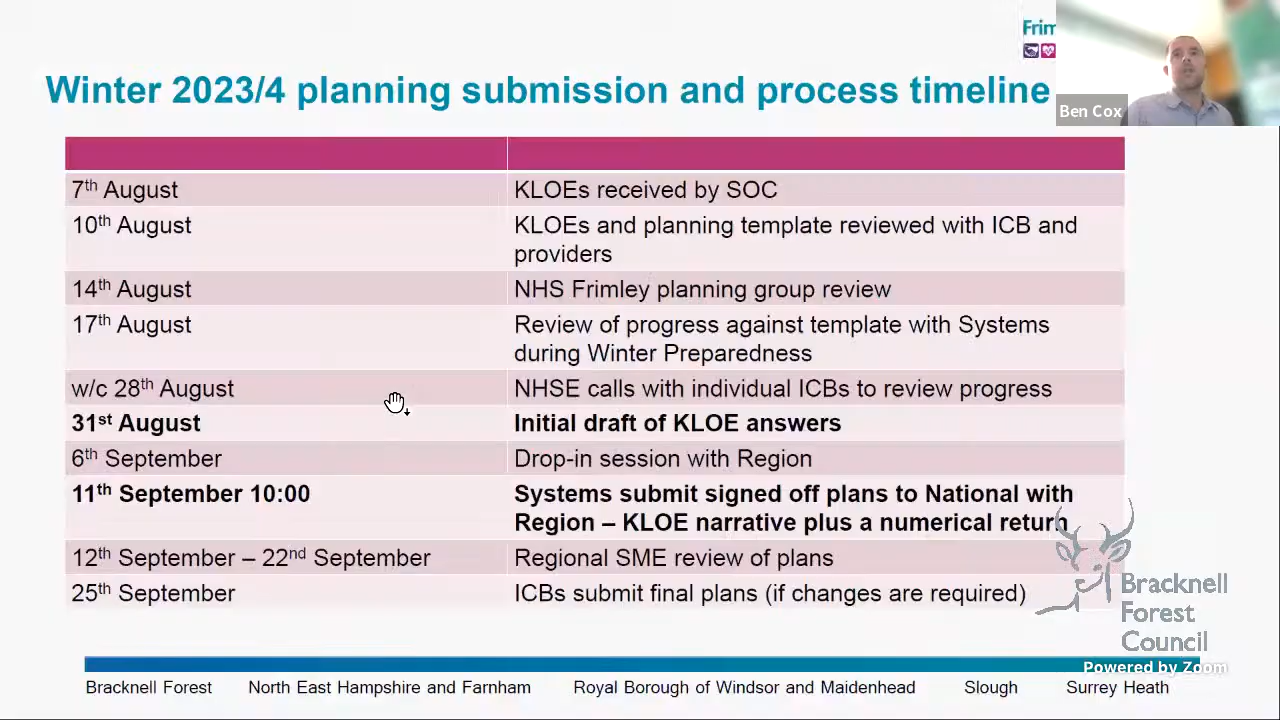 Frim
Winter 2023/4 planning submission and process timeline
Ben Cox
7th August KLOEs received by SOC
10th August KLOEs and planning template reviewed with ICB and
providers
14th August NHS Frimley planning group review
17th August Review of progress against template with Systems
during Winter Preparedness
w/c 28th August NHSE calls with individual ICBs to review progress
31st August Initial draft of KLOE answers
6th September Drop-in session with Region
11th September 10:00 Systems submit signed off plans to National with
Region – KLOE narrative plus a numerical return
12th September – 22nd September Regional SME review of plans
25th September ICBs submit final plans (if changes are required)
Bracknell
Forest
Council
Powered by Zoom
Bracknell Forest North East Hampshire and Farnham Royal Borough of Windsor and Maidenhead Slough Surrey Heath